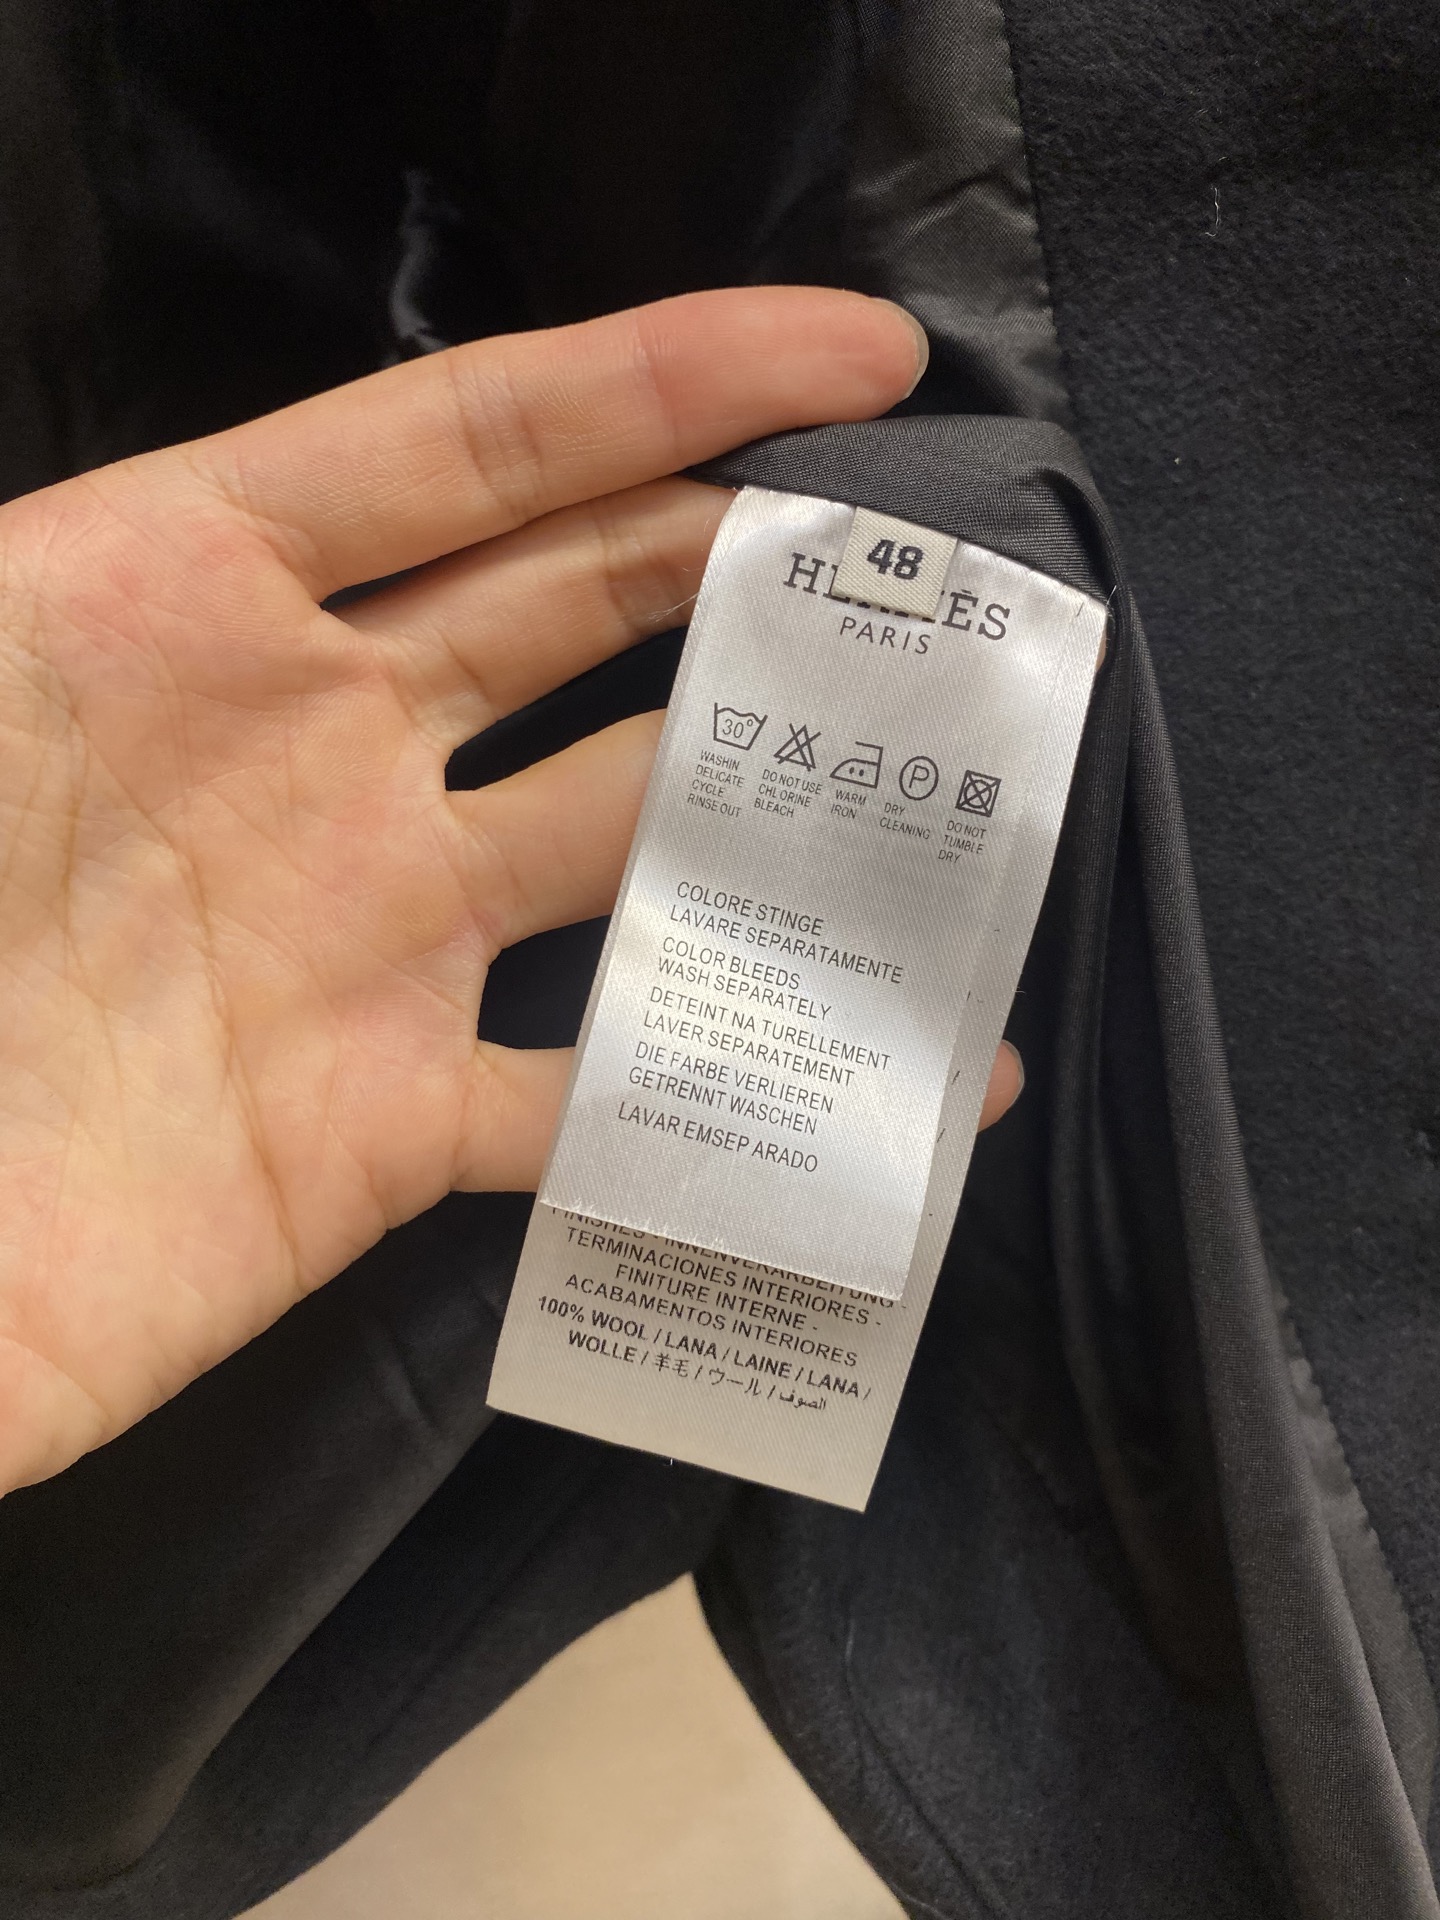 48
HERMÈS
PARIS
30°
WASHIN
DELICATE
CYCLE
RINSE OUT
DO NOT USE
CHLORINE
BLEACH
WARM
IRON
P
DRY
CLEANING
DO NOT
TUMBLE
DRY
COLORE STINGE
LAVARE SEPARATAMENTE
COLOR BLEEDS
WASH SEPARATELY
DETEINT NA TURELLEMENT
LAVER SEPARATEMENT
DIE FARBE VERLIEREN
GETRENNT WASCHEN
LAVAR EMSEP ARADO
FINISHES - INNENVERARBEITUNG -
TERMINACIONES INTERIORES -
FINITURE INTERNE -
ACABAMENTOS INTERIORES
100% WOOL / LANA / LAINE / LANA /
WOLLE / 羊毛 / ウール / الصوف